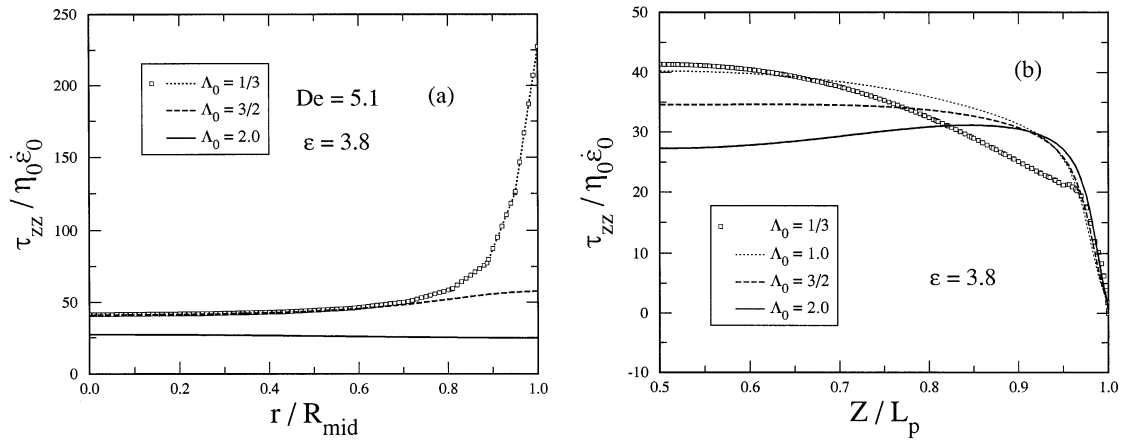 250
200
150
100
50
0
τzz / η0ε̇0
Λ0 = 1/3
Λ0 = 3/2
Λ0 = 2.0
De = 5.1
ε = 3.8
(a)
0.0 0.2 0.4 0.6 0.8 1.0
r / Rmid
50
40
30
20
10
0
-10
τzz / η0ε̇0
(b)
Λ0 = 1/3
Λ0 = 1.0
Λ0 = 3/2
Λ0 = 2.0
ε = 3.8
0.5 0.6 0.7 0.8 0.9 1.0
Z / Lp